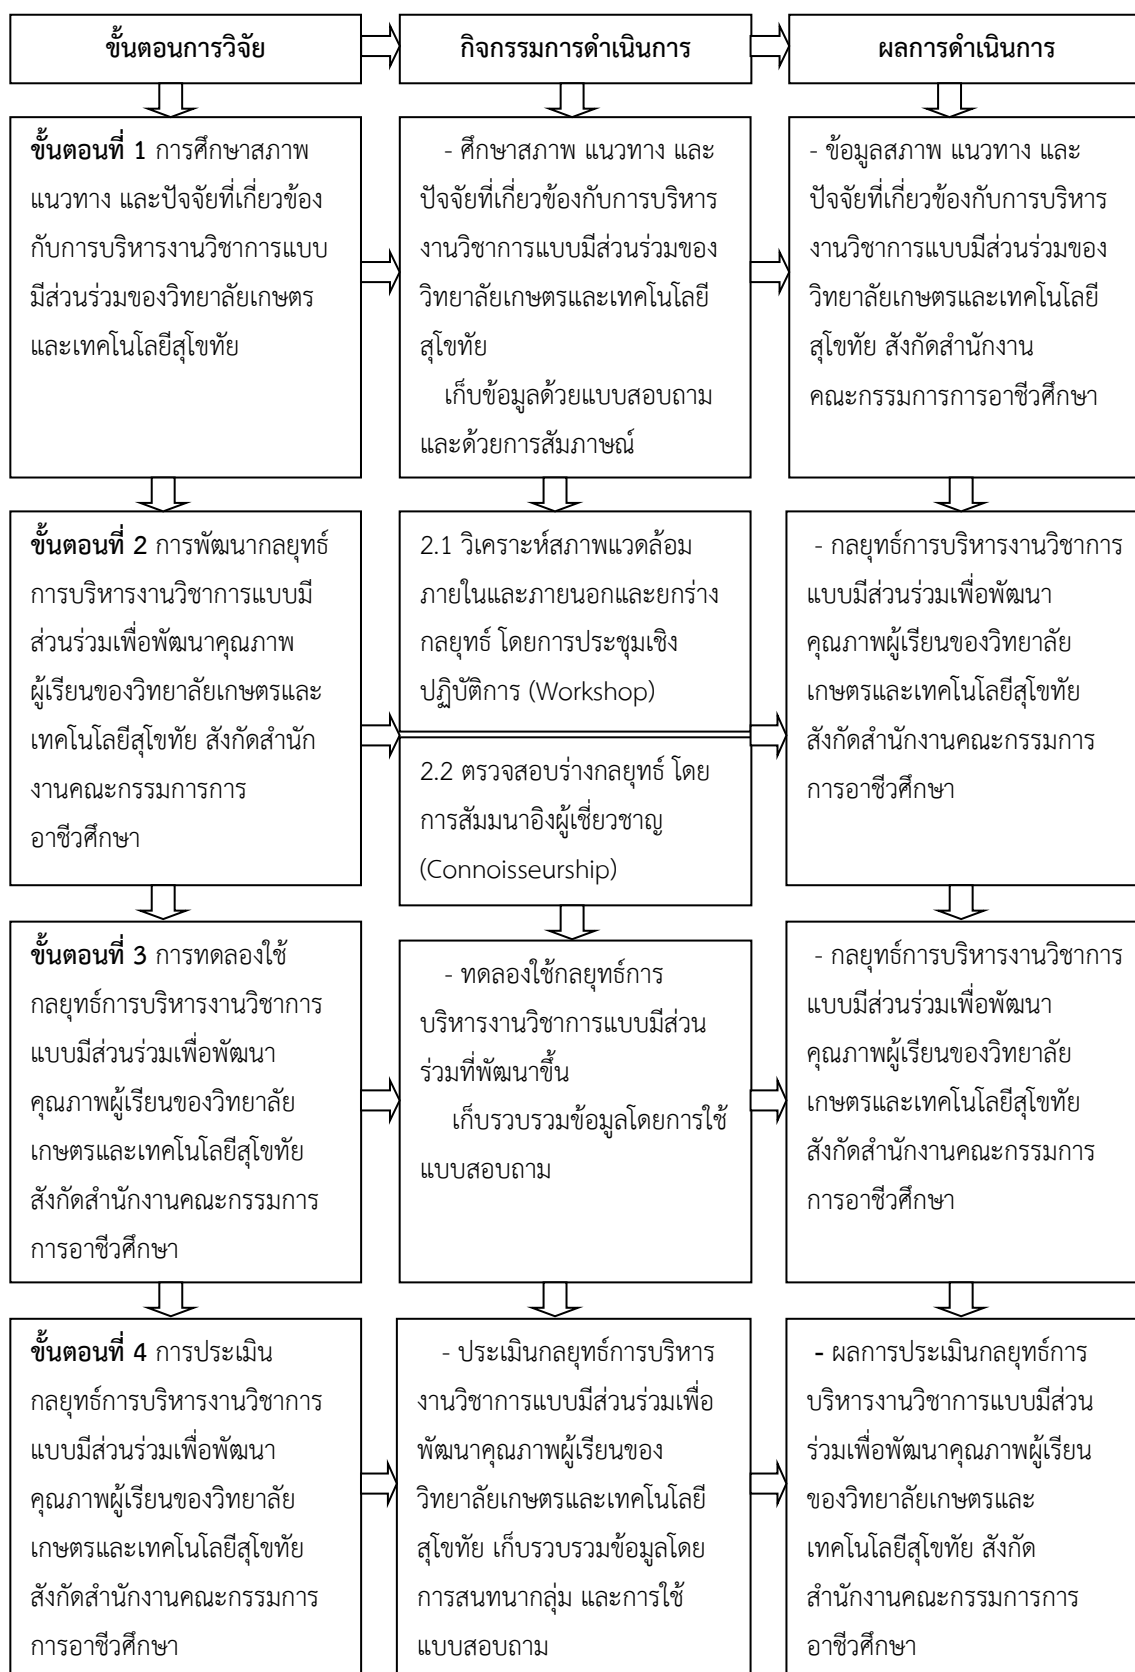 ขั้นตอนการวิจัย
กิจกรรมการดำเนินการ
ผลการดำเนินการ
ขั้นตอนที่ 1 การศึกษาสภาพ
แนวทาง และปัจจัยที่เกี่ยวข้อง
กับการบริหารงานวิชาการแบบ
มีส่วนร่วมของวิทยาลัยเกษตร
และเทคโนโลยีสุโขทัย
- ศึกษาสภาพ แนวทาง และ
ปัจจัยที่เกี่ยวข้องกับการบริหาร
งานวิชาการแบบมีส่วนร่วมของ
วิทยาลัยเกษตรและเทคโนโลยี
สุโขทัย
เก็บข้อมูลด้วยแบบสอบถาม
และด้วยการสัมภาษณ์
- ข้อมูลสภาพ แนวทาง และ
ปัจจัยที่เกี่ยวข้องกับการบริหาร
งานวิชาการแบบมีส่วนร่วมของ
วิทยาลัยเกษตรและเทคโนโลยี
สุโขทัย สังกัดสำนักงาน
คณะกรรมการการอาชีวศึกษา
ขั้นตอนที่ 2 การพัฒนากลยุทธ์
การบริหารงานวิชาการแบบมี
ส่วนร่วมเพื่อพัฒนาคุณภาพ
ผู้เรียนของวิทยาลัยเกษตรและ
เทคโนโลยีสุโขทัย สังกัดสำนัก
งานคณะกรรมการการ
อาชีวศึกษา
2.1 วิเคราะห์สภาพแวดล้อม
ภายในและภายนอกและยกร่าง
กลยุทธ์ โดยการประชุมเชิง
ปฏิบัติการ (Workshop)
2.2 ตรวจสอบร่างกลยุทธ์ โดย
การสัมมนาอิงผู้เชี่ยวชาญ
(Connoisseurship)
- กลยุทธ์การบริหารงานวิชาการ
แบบมีส่วนร่วมเพื่อพัฒนา
คุณภาพผู้เรียนของวิทยาลัย
เกษตรและเทคโนโลยีสุโขทัย
สังกัดสำนักงานคณะกรรมการ
การอาชีวศึกษา
ขั้นตอนที่ 3 การทดลองใช้
กลยุทธ์การบริหารงานวิชาการ
แบบมีส่วนร่วมเพื่อพัฒนา
คุณภาพผู้เรียนของวิทยาลัย
เกษตรและเทคโนโลยีสุโขทัย
สังกัดสำนักงานคณะกรรมการ
การอาชีวศึกษา
- ทดลองใช้กลยุทธ์การ
บริหารงานวิชาการแบบมีส่วน
ร่วมที่พัฒนาขึ้น
เก็บรวบรวมข้อมูลโดยการใช้
แบบสอบถาม
- กลยุทธ์การบริหารงานวิชาการ
แบบมีส่วนร่วมเพื่อพัฒนา
คุณภาพผู้เรียนของวิทยาลัย
เกษตรและเทคโนโลยีสุโขทัย
สังกัดสำนักงานคณะกรรมการ
การอาชีวศึกษา
ขั้นตอนที่ 4 การประเมิน
กลยุทธ์การบริหารงานวิชาการ
แบบมีส่วนร่วมเพื่อพัฒนา
คุณภาพผู้เรียนของวิทยาลัย
เกษตรและเทคโนโลยีสุโขทัย
สังกัดสำนักงานคณะกรรมการ
การอาชีวศึกษา
- ประเมินกลยุทธ์การบริหาร
งานวิชาการแบบมีส่วนร่วมเพื่อ
พัฒนาคุณภาพผู้เรียนของ
วิทยาลัยเกษตรและเทคโนโลยี
สุโขทัย เก็บรวบรวมข้อมูลโดย
การสนทนากลุ่ม และการใช้
แบบสอบถาม
- ผลการประเมินกลยุทธ์การ
บริหารงานวิชาการแบบมีส่วน
ร่วมเพื่อพัฒนาคุณภาพผู้เรียน
ของวิทยาลัยเกษตรและ
เทคโนโลยีสุโขทัย สังกัด
สำนักงานคณะกรรมการการ
อาชีวศึกษา